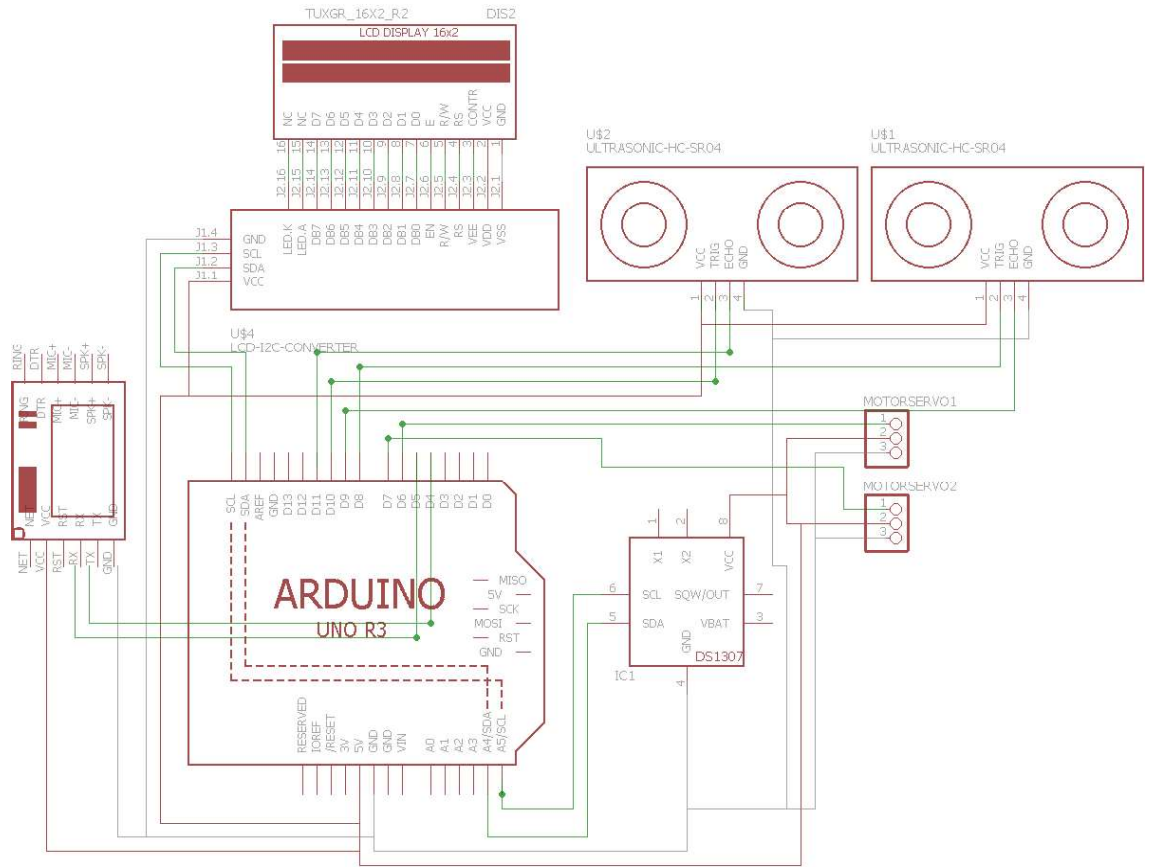 TUXGR_16X2_R2 DIS2
LCD DISPLAY 16x2
NC NC D7 D6 D5 D4 D3 D2 D1 D0 E R/W RS CONTR VCC GND
16 15 14 13 12 11 10 9 8 7 6 5 4 3 2 1
J2.16 J2.15 J2.14 J2.13 J2.12 J2.11 J2.10 J2.9 J2.8 J2.7 J2.6 J2.5 J2.4 J2.3 J2.2 J2.1
LED.K LED.A DB7 DB6 DB5 DB4 DB3 DB2 DB1 DB0 EN R/W RS VEE VDD VSS
J1.4 GND
J1.3 SCL
J1.2 SDA
J1.1 VCC
U$4
LCD-I2C-CONVERTER
U$2
ULTRASONIC-HC-SR04
VCC TRIG ECHO GND
1 2 3 4
U$1
ULTRASONIC-HC-SR04
VCC TRIG ECHO GND
1 2 3 4
RING DTR MIC+ MIC- SPK+ SPK-
RING DTR MIC+ MIC- SPK+ SPK-
NET VCC RST RX TX GND
NET VCC RST RX TX GND
SCL SDA AREF GND D13 D12 D11 D10 D9 D8 D7 D6 D5 D4 D3 D2 D1 D0
ARDUINO
UNO R3
MISO
5V
SCK
MOSI
RST
GND
RESERVED IOREF /RESET 3V 5V GND GND VIN A0 A1 A2 A3 A4/SDA A5/SCL
MOTORSERVO1
1
2
3
MOTORSERVO2
1
2
3
1 2 8
X1 X2 VCC
6 SCL SQW/OUT 7
5 SDA VBAT 3
GND
DS1307
IC1
4